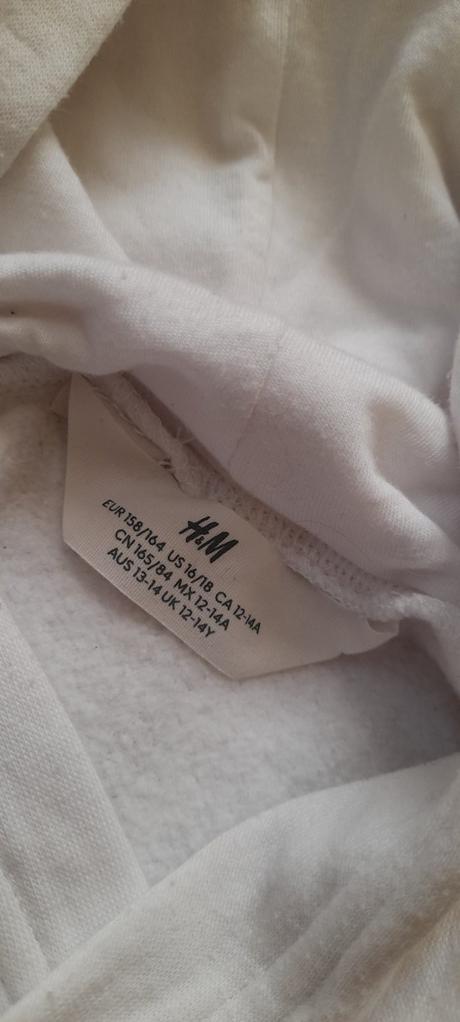 H&M
EUR 158/164 US 16/18 CA 12-14A
CN 165/84 MX 12-14A
AUS 13-14 UK 12-14Y